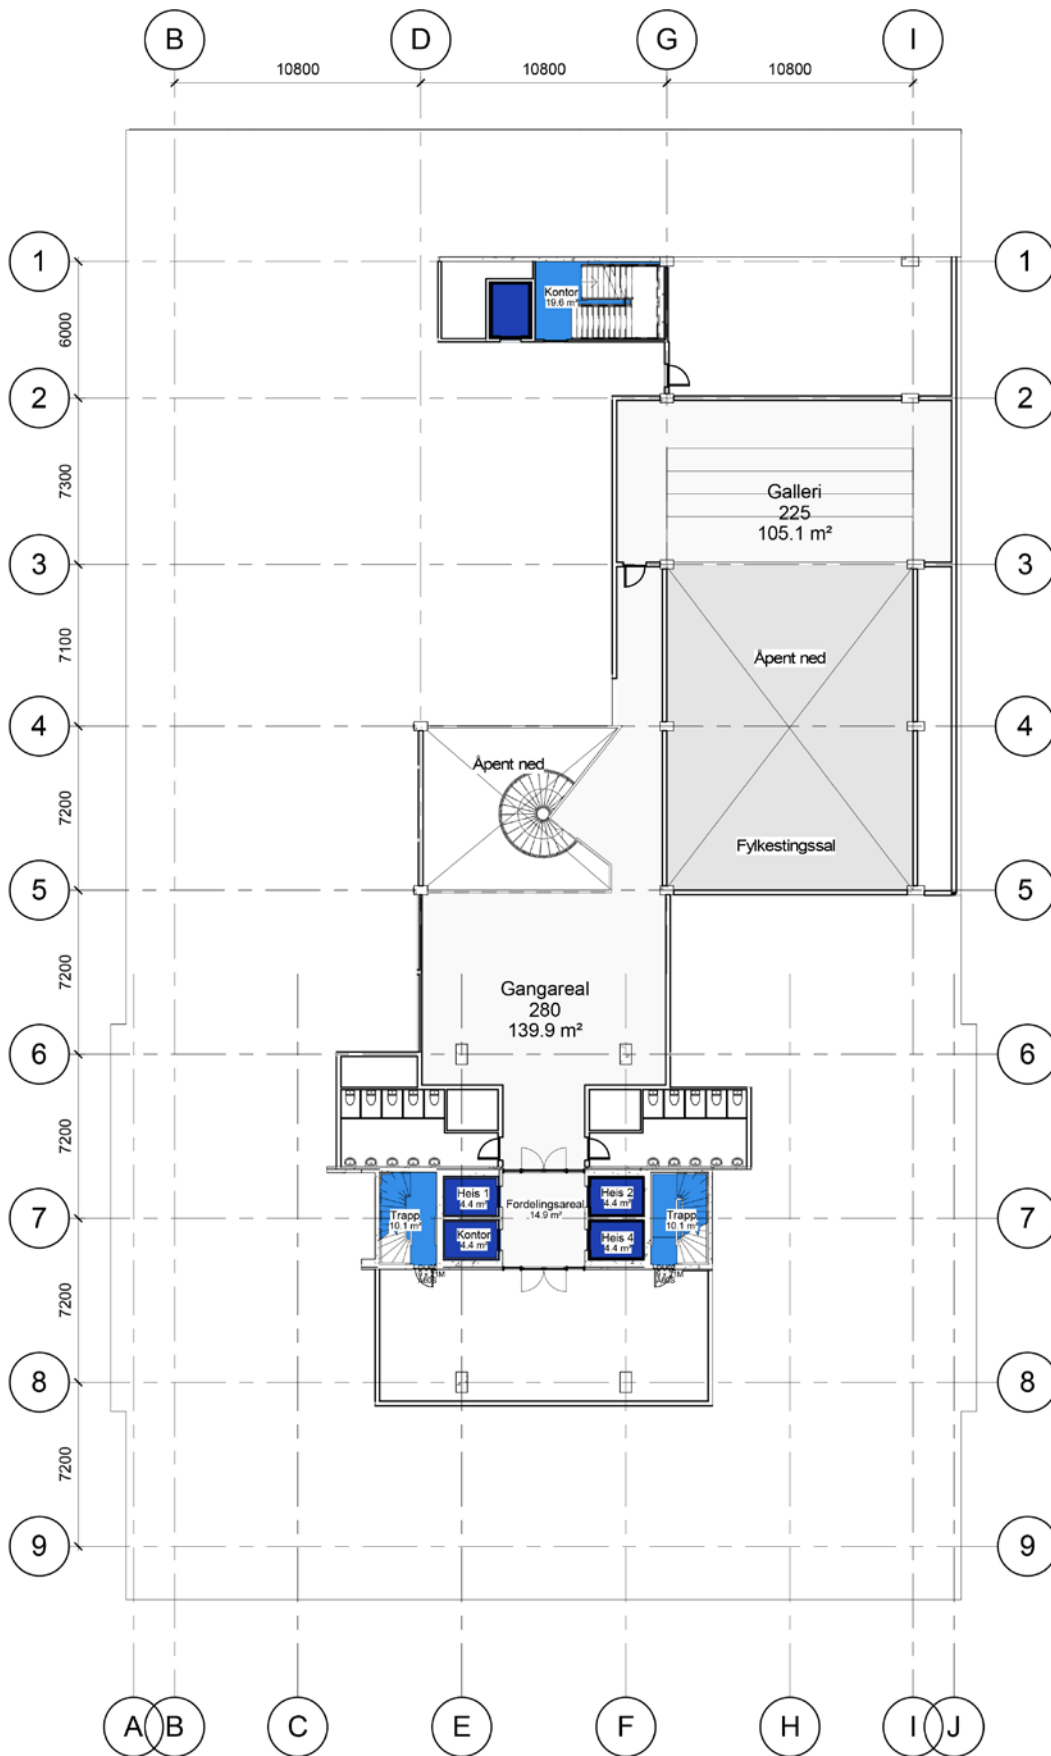 B
D
G
I
10800
10800
10800
1
1
6000
Kontor
19.6 m²
2
2
7300
Galleri
225
105.1 m²
3
3
7100
Åpent ned
4
4
Åpent ned
7200
Fylkestingssal
5
5
7200
Gangareal
280
139.9 m²
6
6
7200
Heis 1
4.4 m²
Fordelingsareal
14.9 m²
Heis 2
4.4 m²
Trapp
10.1 m²
Trapp
10.1 m²
7
7
Kontor
4.4 m²
Heis 4
4.4 m²
A60S
A60S
7200
8
8
7200
9
9
A
B
C
E
F
H
I
J